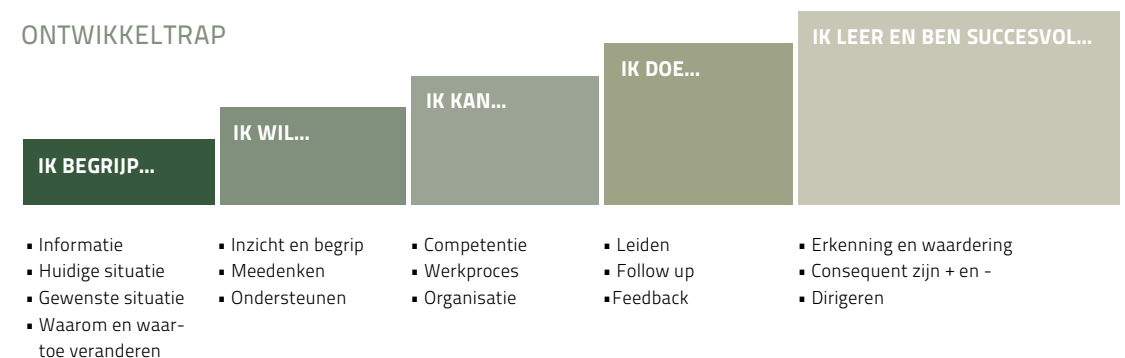 ONTWIKKELTRAP
IK BEGRIJP...
IK WIL...
IK KAN...
IK DOE...
IK LEER EN BEN SUCCESVOL...
▪ Informatie
▪ Huidige situatie
▪ Gewenste situatie
▪ Waarom en waar-
toe veranderen
▪ Inzicht en begrip
▪ Meedenken
▪ Ondersteunen
▪ Competentie
▪ Werkproces
▪ Organisatie
▪ Leiden
▪ Follow up
▪Feedback
▪ Erkenning en waardering
▪ Consequent zijn + en -
▪ Dirigeren